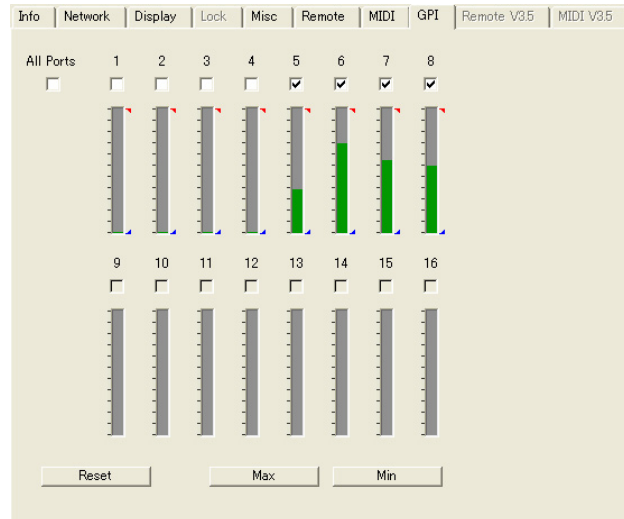 Info Network Display Lock Misc Remote MIDI GPI Remote V3.5 MIDI V3.5
All Ports 1 2 3 4 5 6 7 8
9 10 11 12 13 14 15 16
Reset Max Min